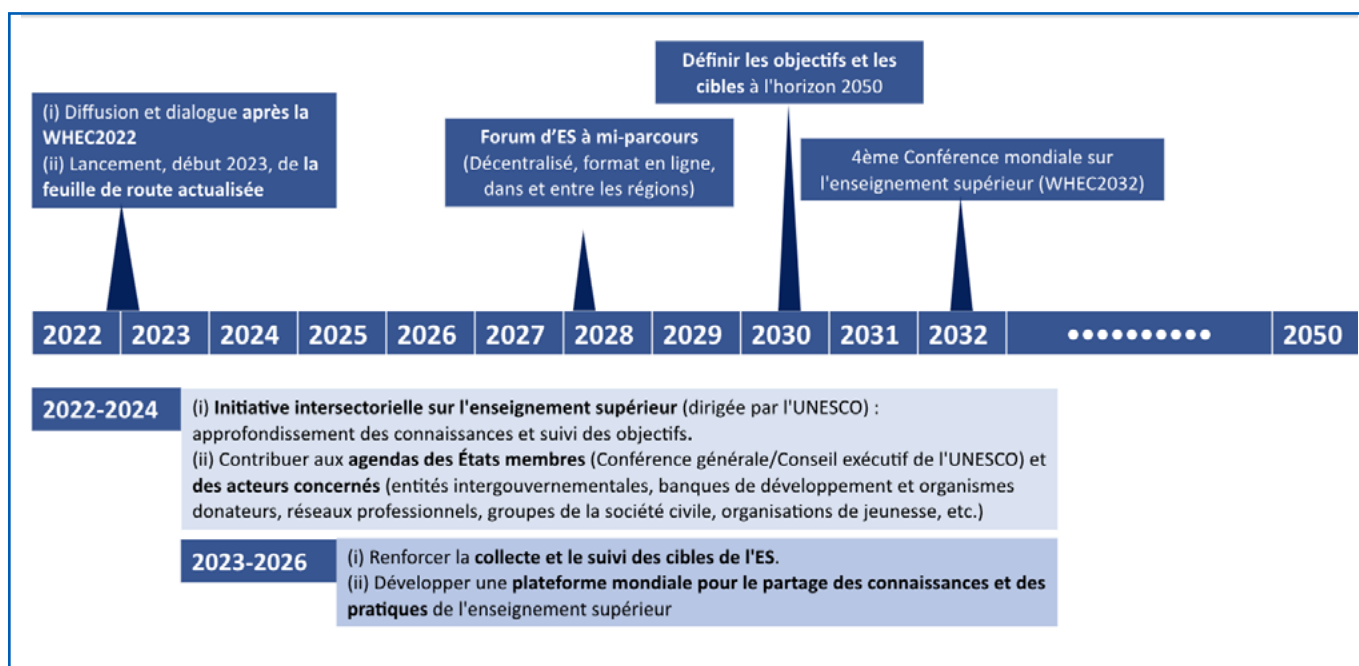 (i) Diffusion et dialogue après la
WHEC2022
(ii) Lancement, début 2023, de la
feuille de route actualisée
Forum d'ES à mi-parcours
(Décentralisé, format en ligne,
dans et entre les régions)
Définir les objectifs et les
cibles à l'horizon 2050
4ème Conférence mondiale sur
l'enseignement supérieur (WHEC2032)
2022 2023 2024 2025 2026 2027 2028 2029 2030 2031 2032 •••••••••• 2050
2022-2024
(i) Initiative intersectorielle sur l'enseignement supérieur (dirigée par l'UNESCO) :
approfondissement des connaissances et suivi des objectifs.
(ii) Contribuer aux agendas des États membres (Conférence générale/Conseil exécutif de l'UNESCO) et
des acteurs concernés (entités intergouvernementales, banques de développement et organismes
donateurs, réseaux professionnels, groupes de la société civile, organisations de jeunesse, etc.)
2023-2026
(i) Renforcer la collecte et le suivi des cibles de l'ES.
(ii) Développer une plateforme mondiale pour le partage des connaissances et des
pratiques de l'enseignement supérieur